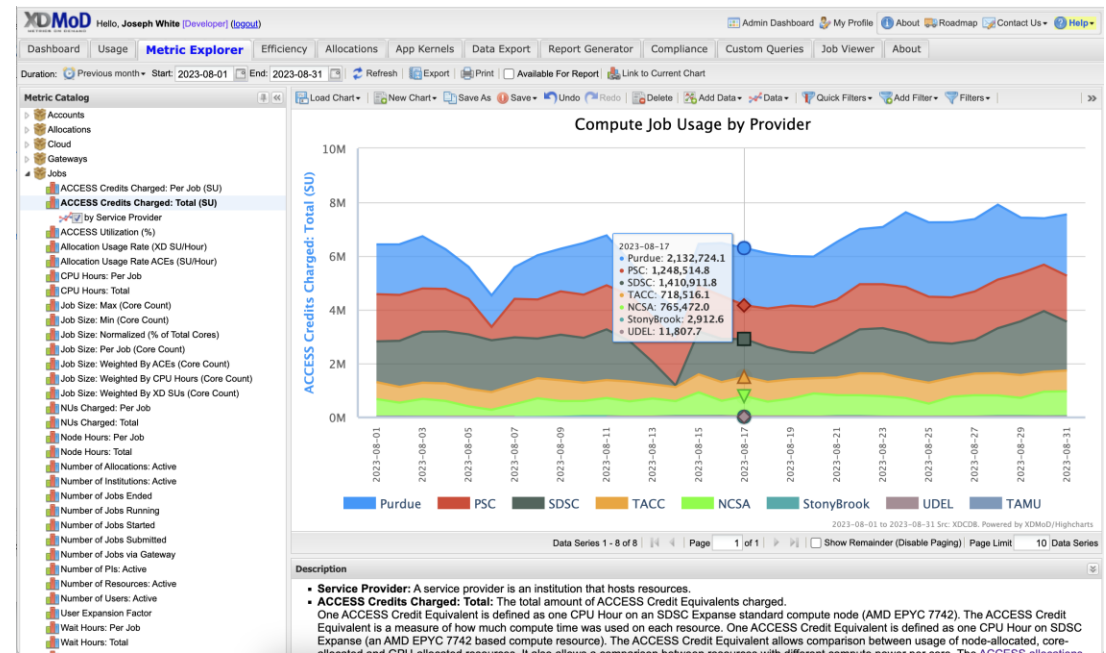 XDMoD Hello, Joseph White [Developer] (logout) Admin Dashboard My Profile About Roadmap Contact Us Help
Dashboard Usage Metric Explorer Efficiency Allocations App Kernels Data Export Report Generator Compliance Custom Queries Job Viewer About
Duration: Previous month Start: 2023-08-01 End: 2023-08-31 Refresh Export Print Available For Report Link to Current Chart
Metric Catalog
Load Chart New Chart Save As Save Undo Redo Delete Add Data Data Quick Filters Add Filter Filters
Accounts
Allocations
Cloud
Gateways
Jobs
ACCESS Credits Charged: Per Job (SU)
ACCESS Credits Charged: Total (SU)
by Service Provider
ACCESS Utilization (%)
Allocation Usage Rate (XD SU/Hour)
Allocation Usage Rate ACEs (SU/Hour)
CPU Hours: Per Job
CPU Hours: Total
Job Size: Max (Core Count)
Job Size: Min (Core Count)
Job Size: Normalized (% of Total Cores)
Job Size: Per Job (Core Count)
Job Size: Weighted By ACEs (Core Count)
Job Size: Weighted By CPU Hours (Core Count)
Job Size: Weighted By XD SUs (Core Count)
NUs Charged: Per Job
NUs Charged: Total
Node Hours: Per Job
Node Hours: Total
Number of Allocations: Active
Number of Institutions: Active
Number of Jobs Ended
Number of Jobs Running
Number of Jobs Started
Number of Jobs Submitted
Number of Jobs via Gateway
Number of PIs: Active
Number of Resources: Active
Number of Users: Active
User Expansion Factor
Wait Hours: Per Job
Wait Hours: Total
Compute Job Usage by Provider
ACCESS Credits Charged: Total (SU)
10M
8M
6M
4M
2M
0M
2023-08-17
Purdue: 2,132,724.1
PSC: 1,248,514.8
SDSC: 1,410,911.8
TACC: 718,516.1
NCSA: 765,472.0
StonyBrook: 2,912.6
UDEL: 11,807.7
2023-08-01
2023-08-03
2023-08-05
2023-08-07
2023-08-09
2023-08-11
2023-08-13
2023-08-15
2023-08-17
2023-08-19
2023-08-21
2023-08-23
2023-08-25
2023-08-27
2023-08-29
2023-08-31
Purdue PSC SDSC TACC NCSA StonyBrook UDEL TAMU
2023-08-01 to 2023-08-31 Src: XDCDB. Powered by XDMoD/Highcharts
Data Series 1 - 8 of 8 Page 1 of 1 Show Remainder (Disable Paging) Page Limit 10 Data Series
Description
Service Provider: A service provider is an institution that hosts resources.
ACCESS Credits Charged: Total: The total amount of ACCESS Credit Equivalents charged.
One ACCESS Credit Equivalent is defined as one CPU Hour on an SDSC Expanse standard compute node (AMD EPYC 7742). The ACCESS Credit
Equivalent is a measure of how much compute time was used on each resource. One ACCESS Credit Equivalent is defined as one CPU Hour on SDSC
Expanse (an AMD EPYC 7742 based compute resource). The ACCESS Credit Equivalent allows comparison between usage of node-allocated, core-
allocated and GPU-allocated resources. It also allows a comparison between resources with different compute power per core. The ACCESS allocations